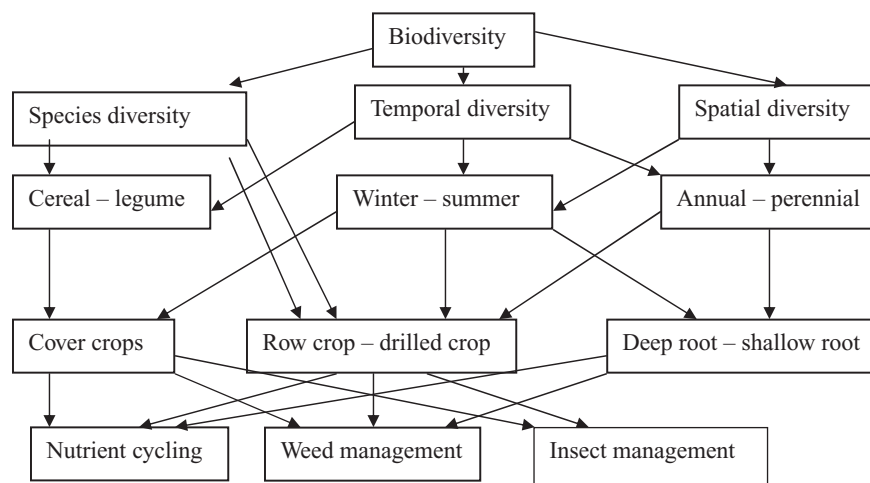 Biodiversity
Species diversity
Temporal diversity
Spatial diversity
Cereal – legume
Winter – summer
Annual – perennial
Cover crops
Row crop – drilled crop
Deep root – shallow root
Nutrient cycling
Weed management
Insect management